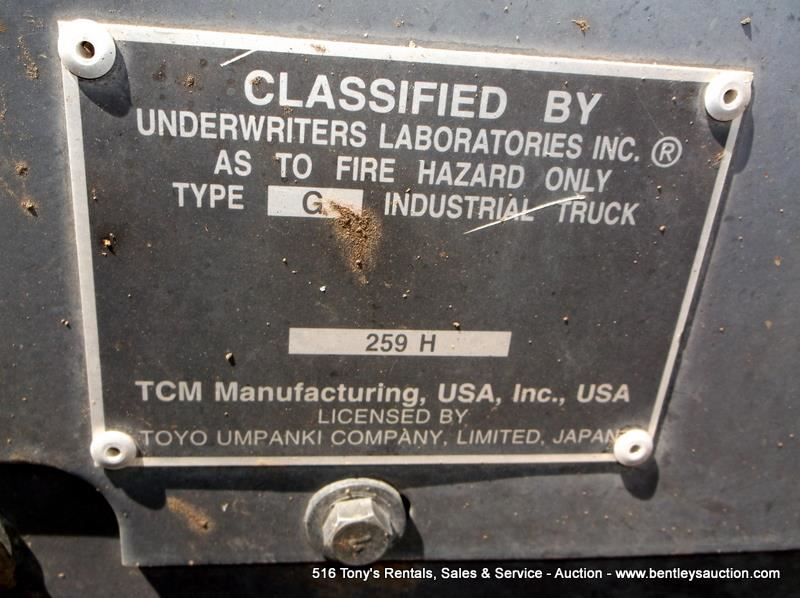 CLASSIFIED BY
UNDERWRITERS LABORATORIES INC. ®
AS TO FIRE HAZARD ONLY
TYPE G INDUSTRIAL TRUCK
259 H
TCM Manufacturing, USA, Inc., USA
LICENSED BY
TOYO UMPANKI COMPANY, LIMITED, JAPAN
516 Tony's Rentals, Sales & Service - Auction - www.bentleysauction.com